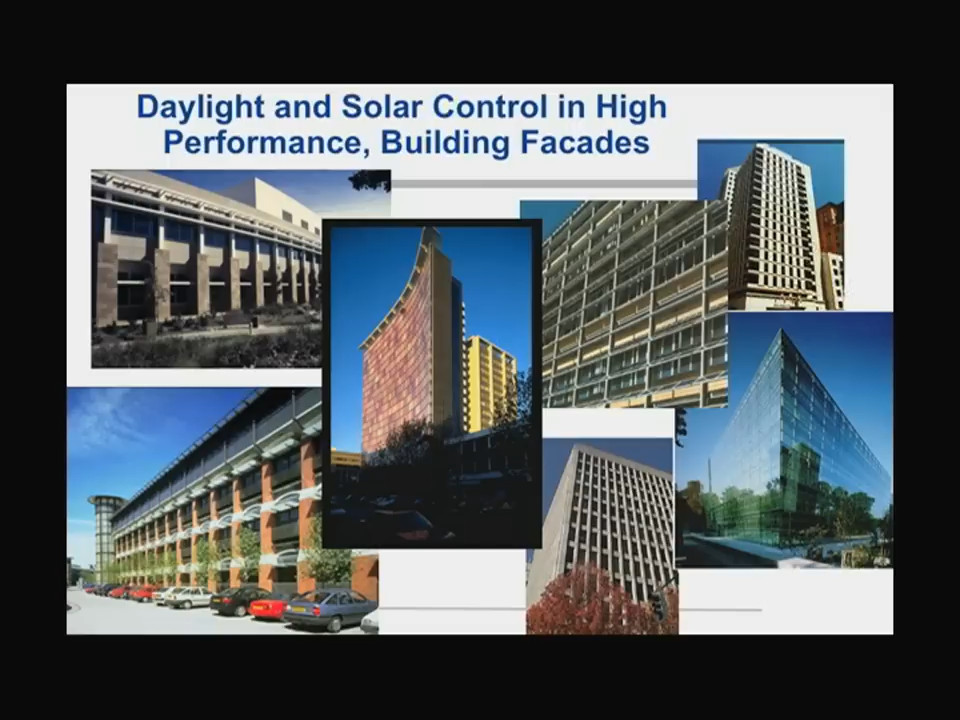 Daylight and Solar Control in High
Performance, Building Facades